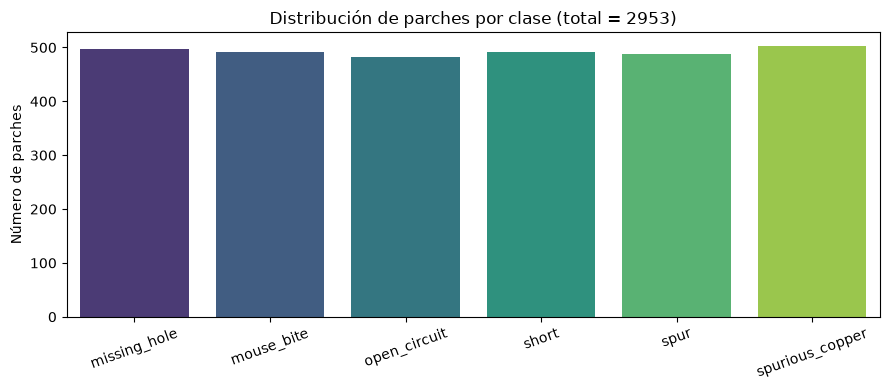 Distribución de parches por clase (total = 2953)
Número de parches
500
400
300
200
100
0
missing_hole
mouse_bite
open_circuit
short
spur
spurious_copper